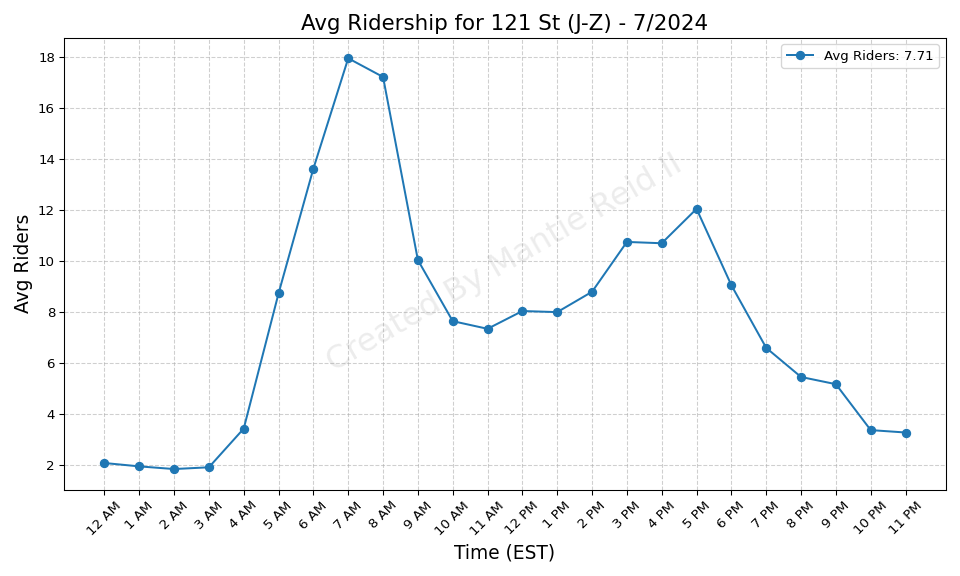 Avg Ridership for 121 St (J-Z) - 7/2024
Avg Riders: 7.71
18
16
14
12
10
8
6
4
2
Avg Riders
Created By Mantie Reid II
12 AM
1 AM
2 AM
3 AM
4 AM
5 AM
6 AM
7 AM
8 AM
9 AM
10 AM
11 AM
12 PM
1 PM
2 PM
3 PM
4 PM
5 PM
6 PM
7 PM
8 PM
9 PM
10 PM
11 PM
Time (EST)